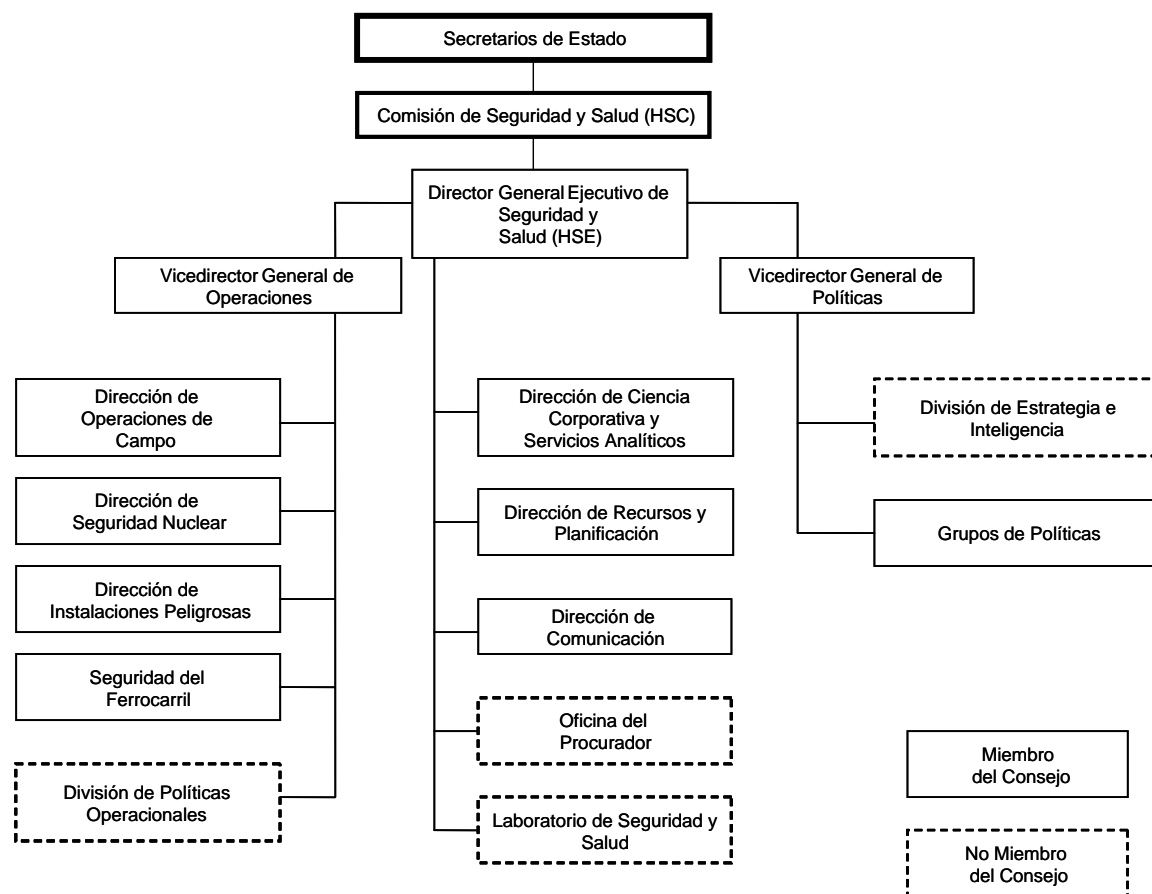 Secretarios de Estado
Comisión de Seguridad y Salud (HSC)
Director General Ejecutivo de
Seguridad y
Salud (HSE)
Vicedirector General de
Operaciones
Vicedirector General de
Políticas
Dirección de
Operaciones de
Campo
Dirección de
Seguridad Nuclear
Dirección de
Instalaciones Peligrosas
Seguridad del
Ferrocarril
División de Políticas
Operacionales
Dirección de Ciencia
Corporativa y
Servicios Analíticos
Dirección de Recursos y
Planificación
Dirección de
Comunicación
Oficina del
Procurador
Laboratorio de Seguridad y
Salud
División de Estrategia e
Inteligencia
Grupos de Políticas
Miembro
del Consejo
No Miembro
del Consejo